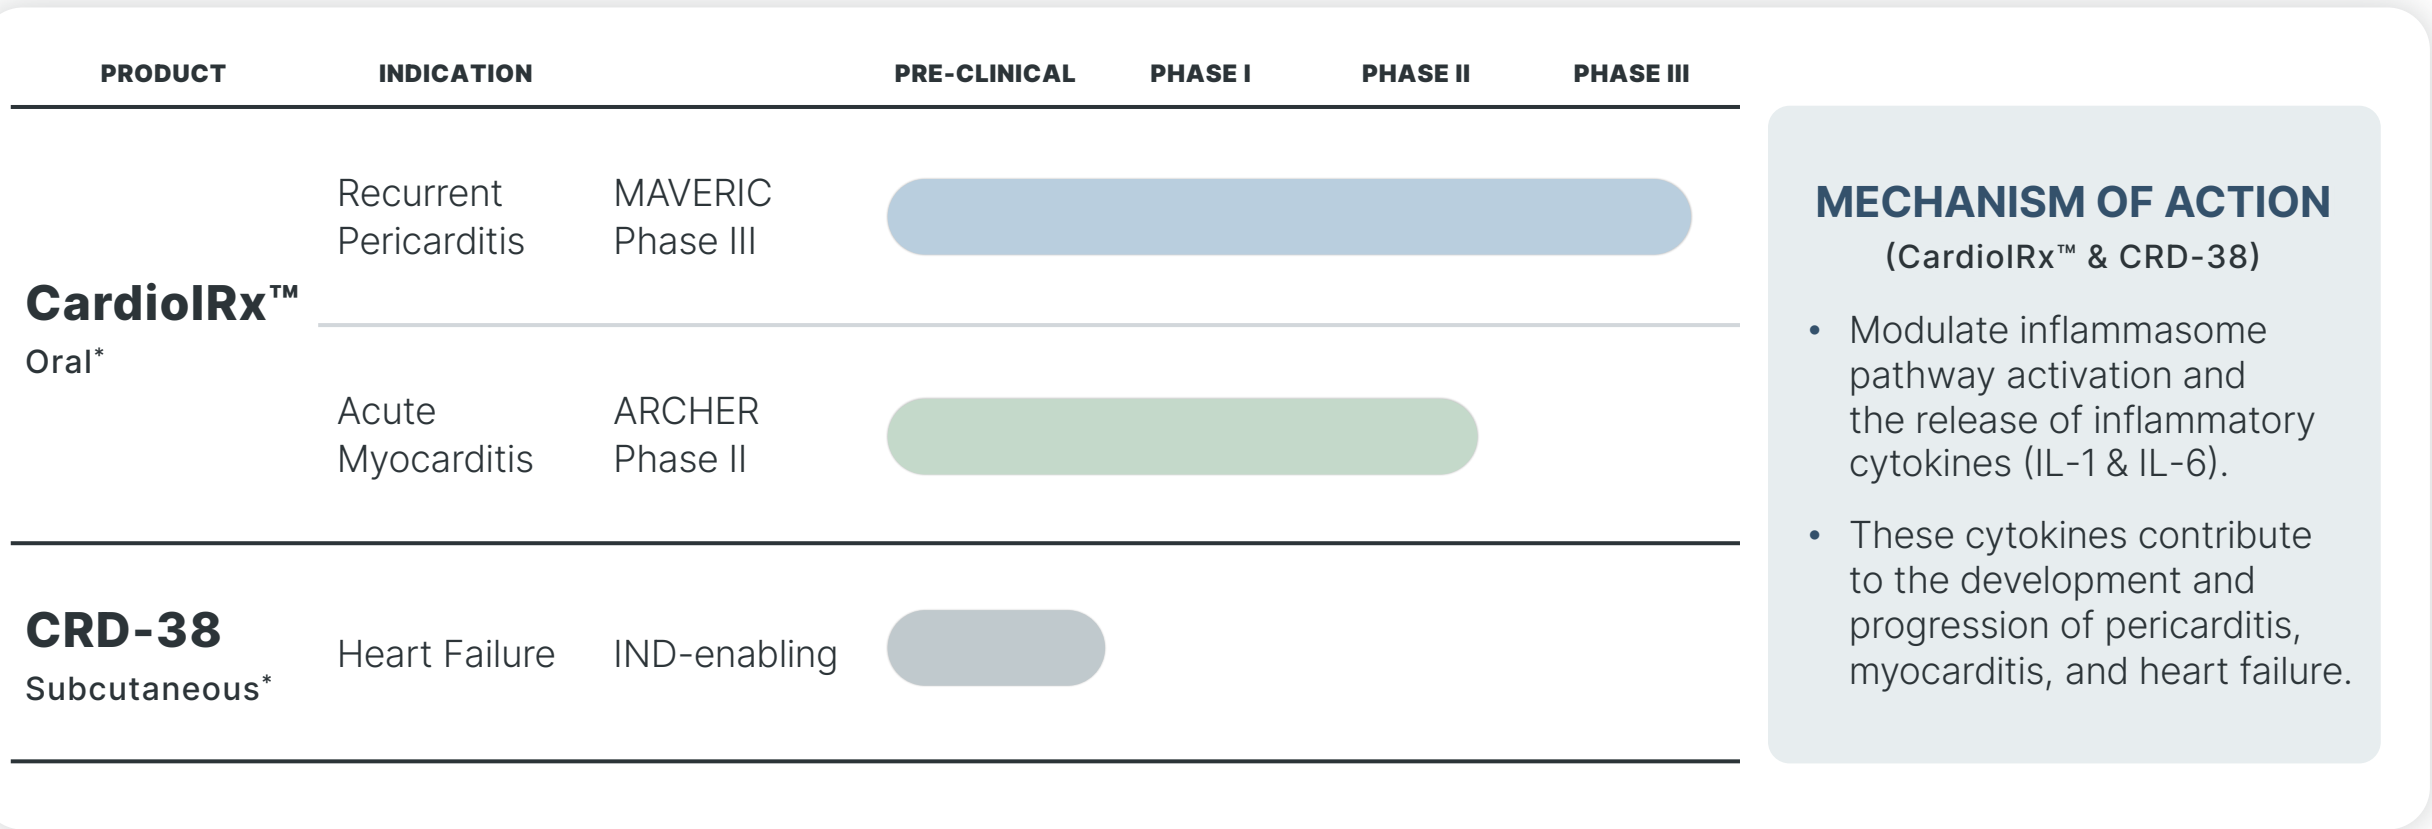 PRODUCT INDICATION PRE-CLINICAL PHASE I PHASE II PHASE III
CardiolRx™
Oral*
Recurrent
Pericarditis
MAVERIC
Phase III
Acute
Myocarditis
ARCHER
Phase II
CRD-38
Subcutaneous*
Heart Failure
IND-enabling
MECHANISM OF ACTION
(CardiolRx™ & CRD-38)
• Modulate inflammasome
pathway activation and
the release of inflammatory
cytokines (IL-1 & IL-6).
• These cytokines contribute
to the development and
progression of pericarditis,
myocarditis, and heart failure.